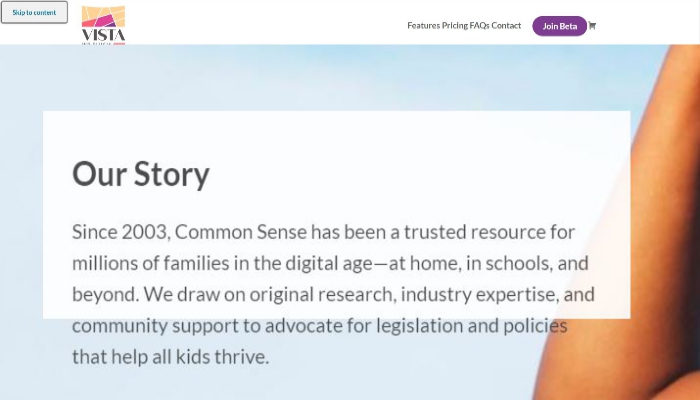 Skip to content
VISTA
Features Pricing FAQs Contact
Join Beta
Our Story
Since 2003, Common Sense has been a trusted resource for
millions of families in the digital age—at home, in schools, and
beyond. We draw on original research, industry expertise, and
community support to advocate for legislation and policies
that help all kids thrive.